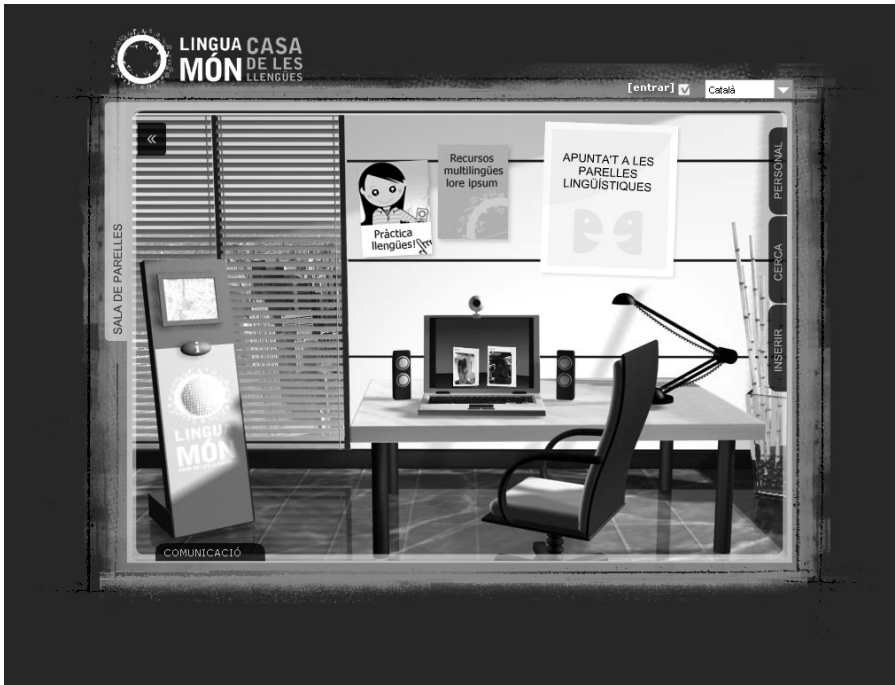 LINGUA CASA
MÓN DE LES
LLENGÜES
[entrar]
Català
«
SALA DE PARELLES
Recursos
multilingües
lore ipsum
APUNTA'T A LES
PARELLES
LINGÜÍSTIQUES
Pràctica
llengües!
PERSONAL
CERCA
INSERIR
i
LINGUA
MÓN
COMUNICACIÓ